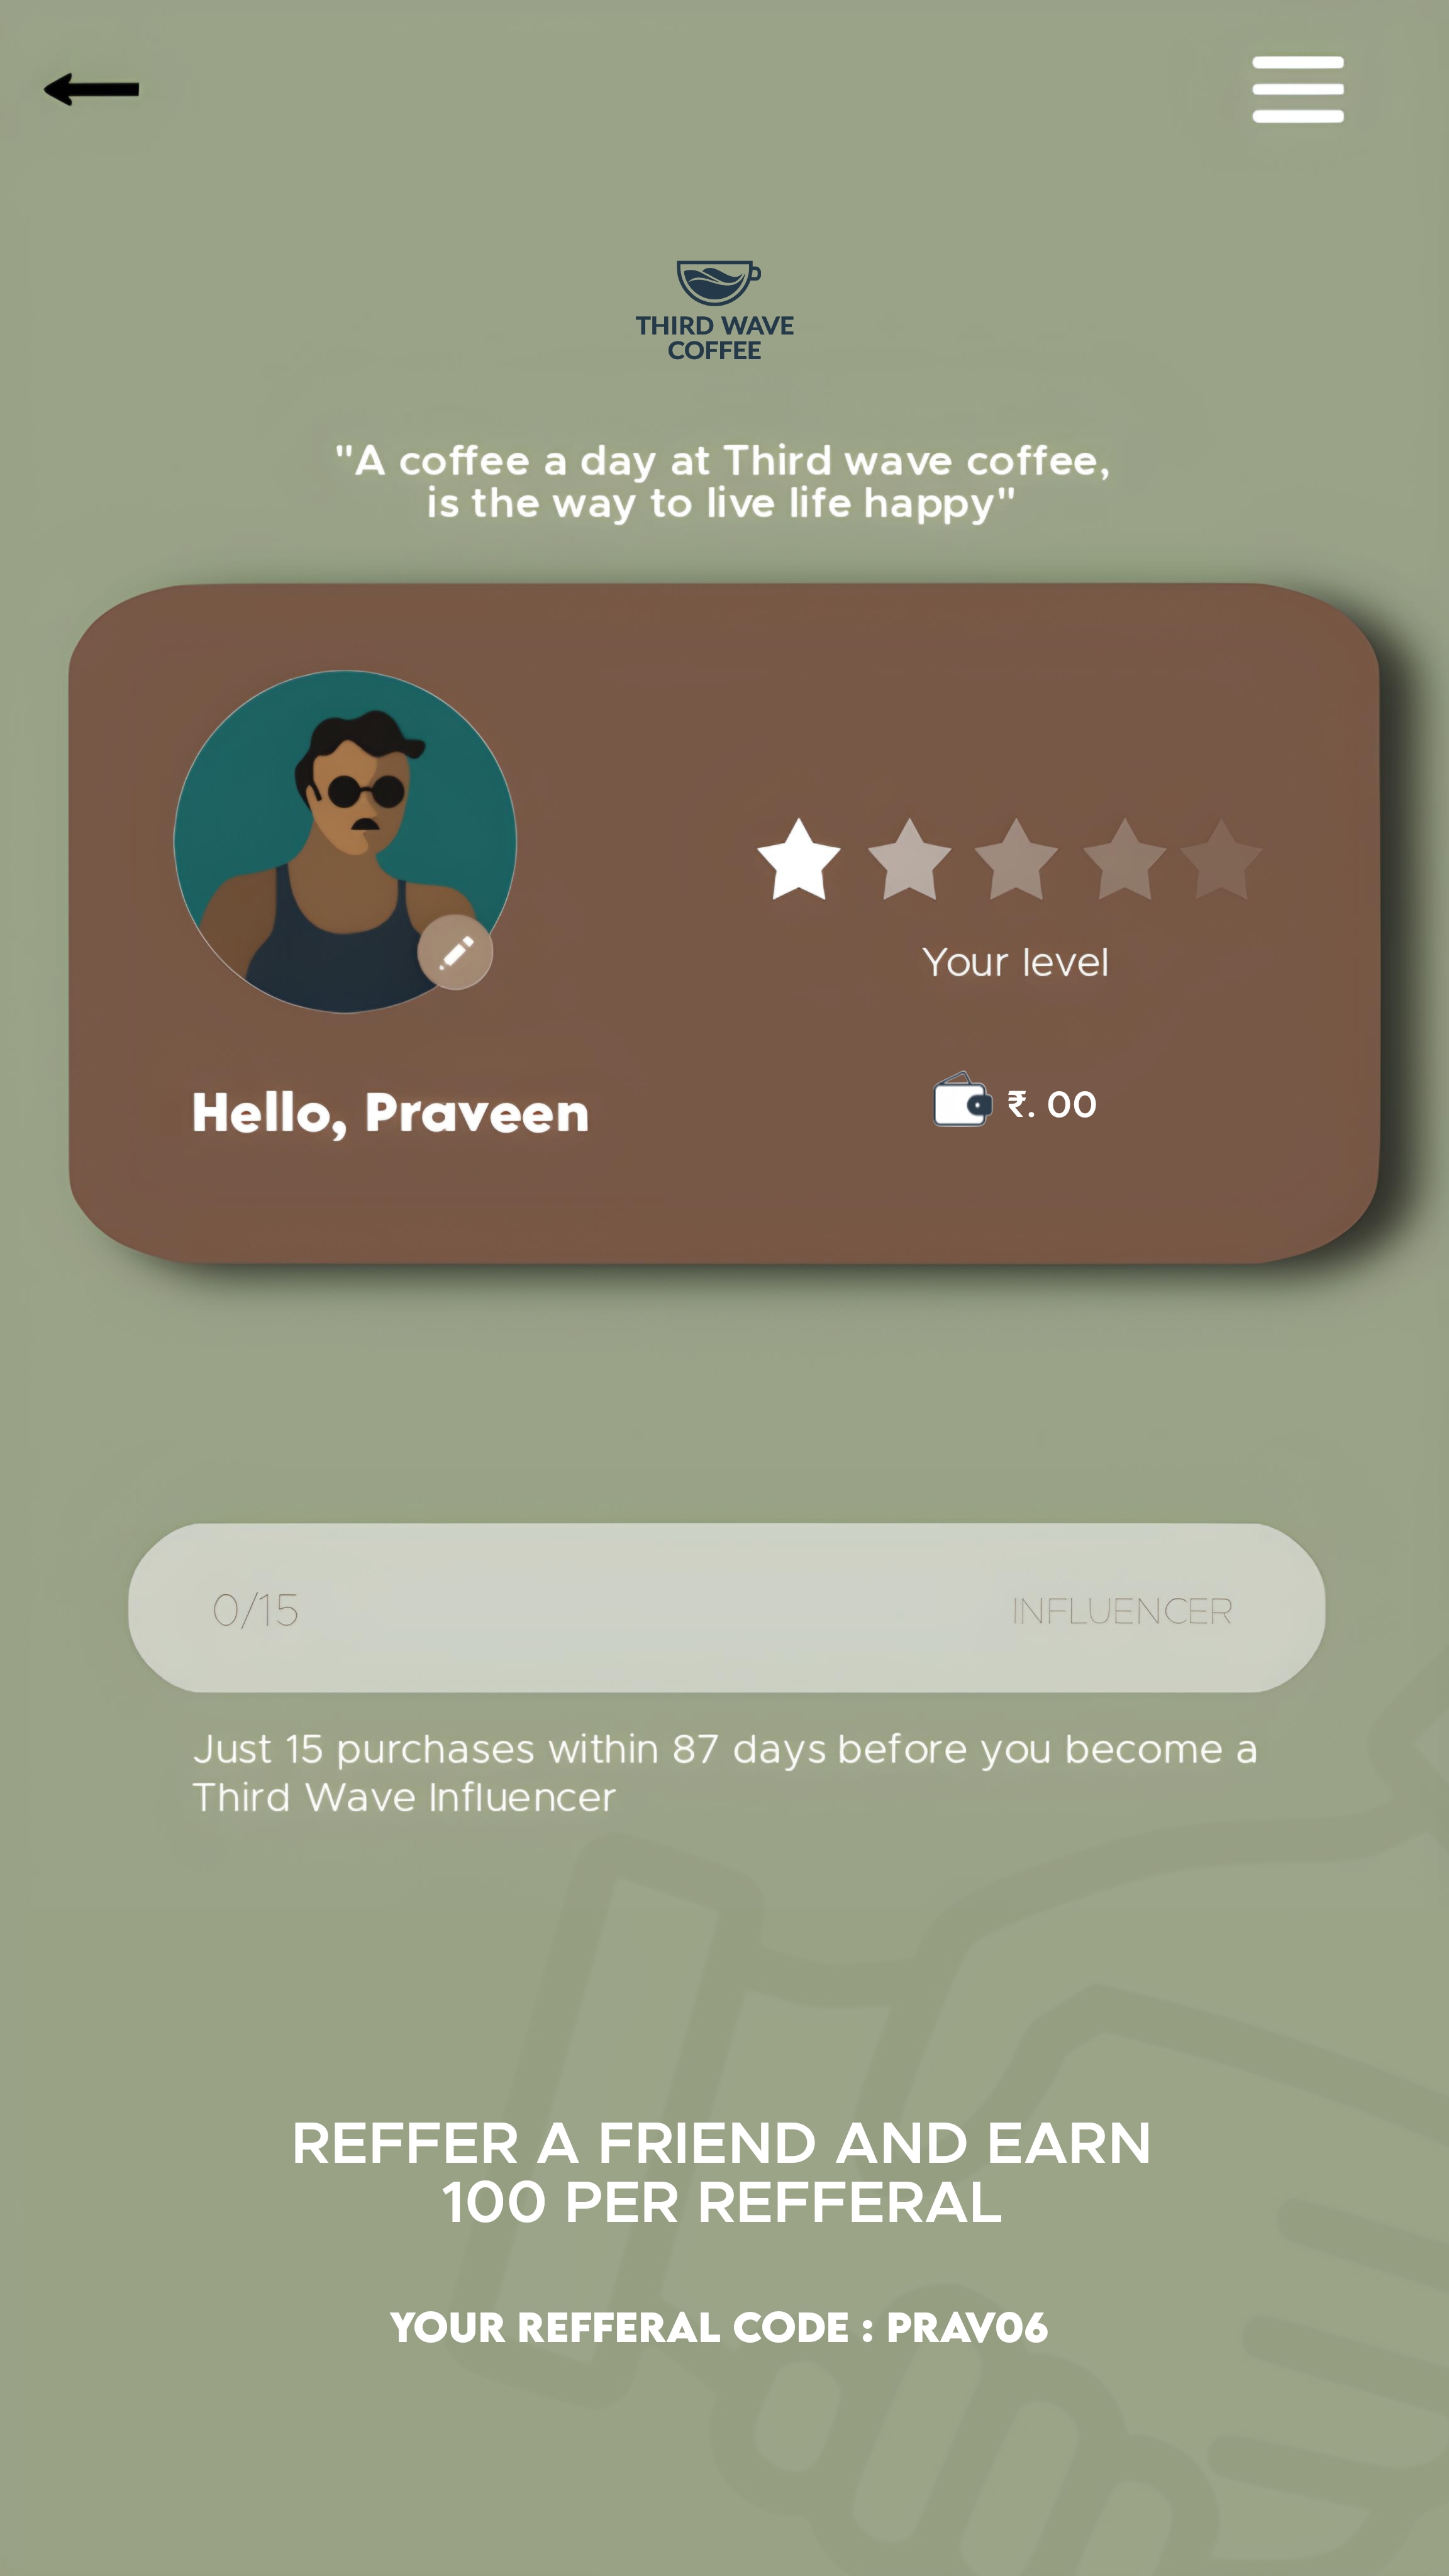 THIRD WAVE
COFFEE
"A coffee a day at Third wave coffee,
is the way to live life happy"
Your level
Hello, Praveen
₹. 00
0/15
INFLUENCER
Just 15 purchases within 87 days before you become a
Third Wave Influencer
REFFER A FRIEND AND EARN
100 PER REFFERAL
YOUR REFFERAL CODE : PRAV06